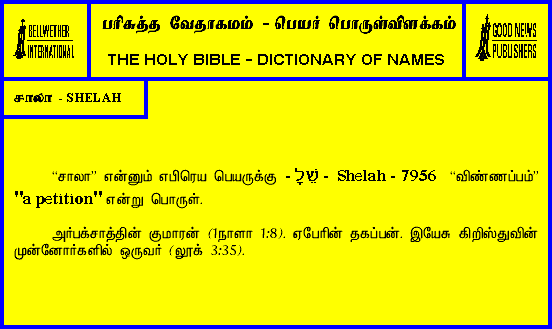 BELLWETHER
INTERNATIONAL
பரிசுத்த வேதாகமம் - பெயர் பொருள்விளக்கம்
THE HOLY BIBLE - DICTIONARY OF NAMES
GOOD NEWS
PUBLISHERS
சாலா - SHELAH
“சாலா” என்னும் எபிரெய பெயருக்கு - שֵׁלָ - Shelah - 7956 “விண்ணப்பம்”
"a petition" என்று பொருள்.
அர்பக்சாத்தின் குமாரன் (1நாளா 1:8). ஏபேரின் தகப்பன். இயேசு கிறிஸ்துவின்
முன்னோர்களில் ஒருவர் (லூக் 3:35).